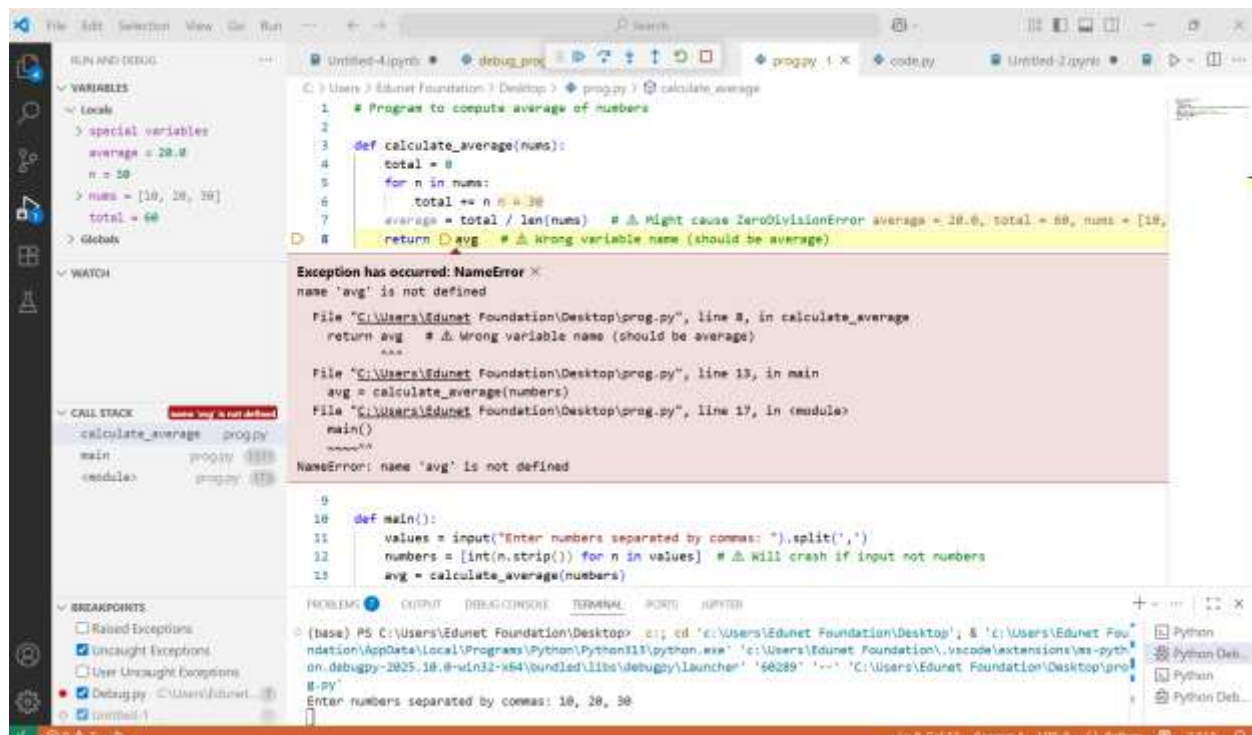 File Edit Selection View Go Run ... Search
RUN AND DEBUG
VARIABLES
Locals
special variables
average = 20.0
n = 30
nums = [10, 20, 30]
total = 60
Globals
WATCH
CALL STACK name 'avg' is not defined
calculate_average prog.py
main prog.py
<module> prog.py
BREAKPOINTS
Raised Exceptions
Uncaught Exceptions
User Uncaught Exceptions
Debug.py C:\Users\Edunet...
Untitled-1
Untitled-4.ipynb debug_prog prog.py 1 code.py Untitled-2.ipynb
C: > Users > Edunet Foundation > Desktop > prog.py > calculate_average
1 # Program to compute average of numbers
2
3 def calculate_average(nums):
4 total = 0
5 for n in nums:
6 total += n n = 30
7 average = total / len(nums) # ⚠ Might cause ZeroDivisionError average = 20.0, total = 60, nums = [10,
8 return avg # ⚠ Wrong variable name (should be average)
Exception has occurred: NameError ×
name 'avg' is not defined
File "C:\Users\Edunet Foundation\Desktop\prog.py", line 8, in calculate_average
return avg # ⚠ Wrong variable name (should be average)
^^^
File "C:\Users\Edunet Foundation\Desktop\prog.py", line 13, in main
avg = calculate_average(numbers)
File "C:\Users\Edunet Foundation\Desktop\prog.py", line 17, in <module>
main()
~~~~^^
NameError: name 'avg' is not defined
9
10 def main():
11 values = input("Enter numbers separated by commas: ").split(',')
12 numbers = [int(n.strip()) for n in values] # ⚠ Will crash if input not numbers
13 avg = calculate_average(numbers)
PROBLEMS 2 OUTPUT DEBUG CONSOLE TERMINAL PORTS JUPYTER
(base) PS C:\Users\Edunet Foundation\Desktop> c:; cd 'c:\Users\Edunet Foundation\Desktop'; & 'c:\Users\Edunet Fou
ndation\AppData\Local\Programs\Python\Python313\python.exe' 'c:\Users\Edunet Foundation\.vscode\extensions\ms-pyth
on.debugpy-2025.10.0-win32-x64\bundled\libs\debugpy\launcher' '60289' '--' 'C:\Users\Edunet Foundation\Desktop\pro
g.py'
Enter numbers separated by commas: 10, 20, 30
Python
Python Deb...
Python
Python Deb...